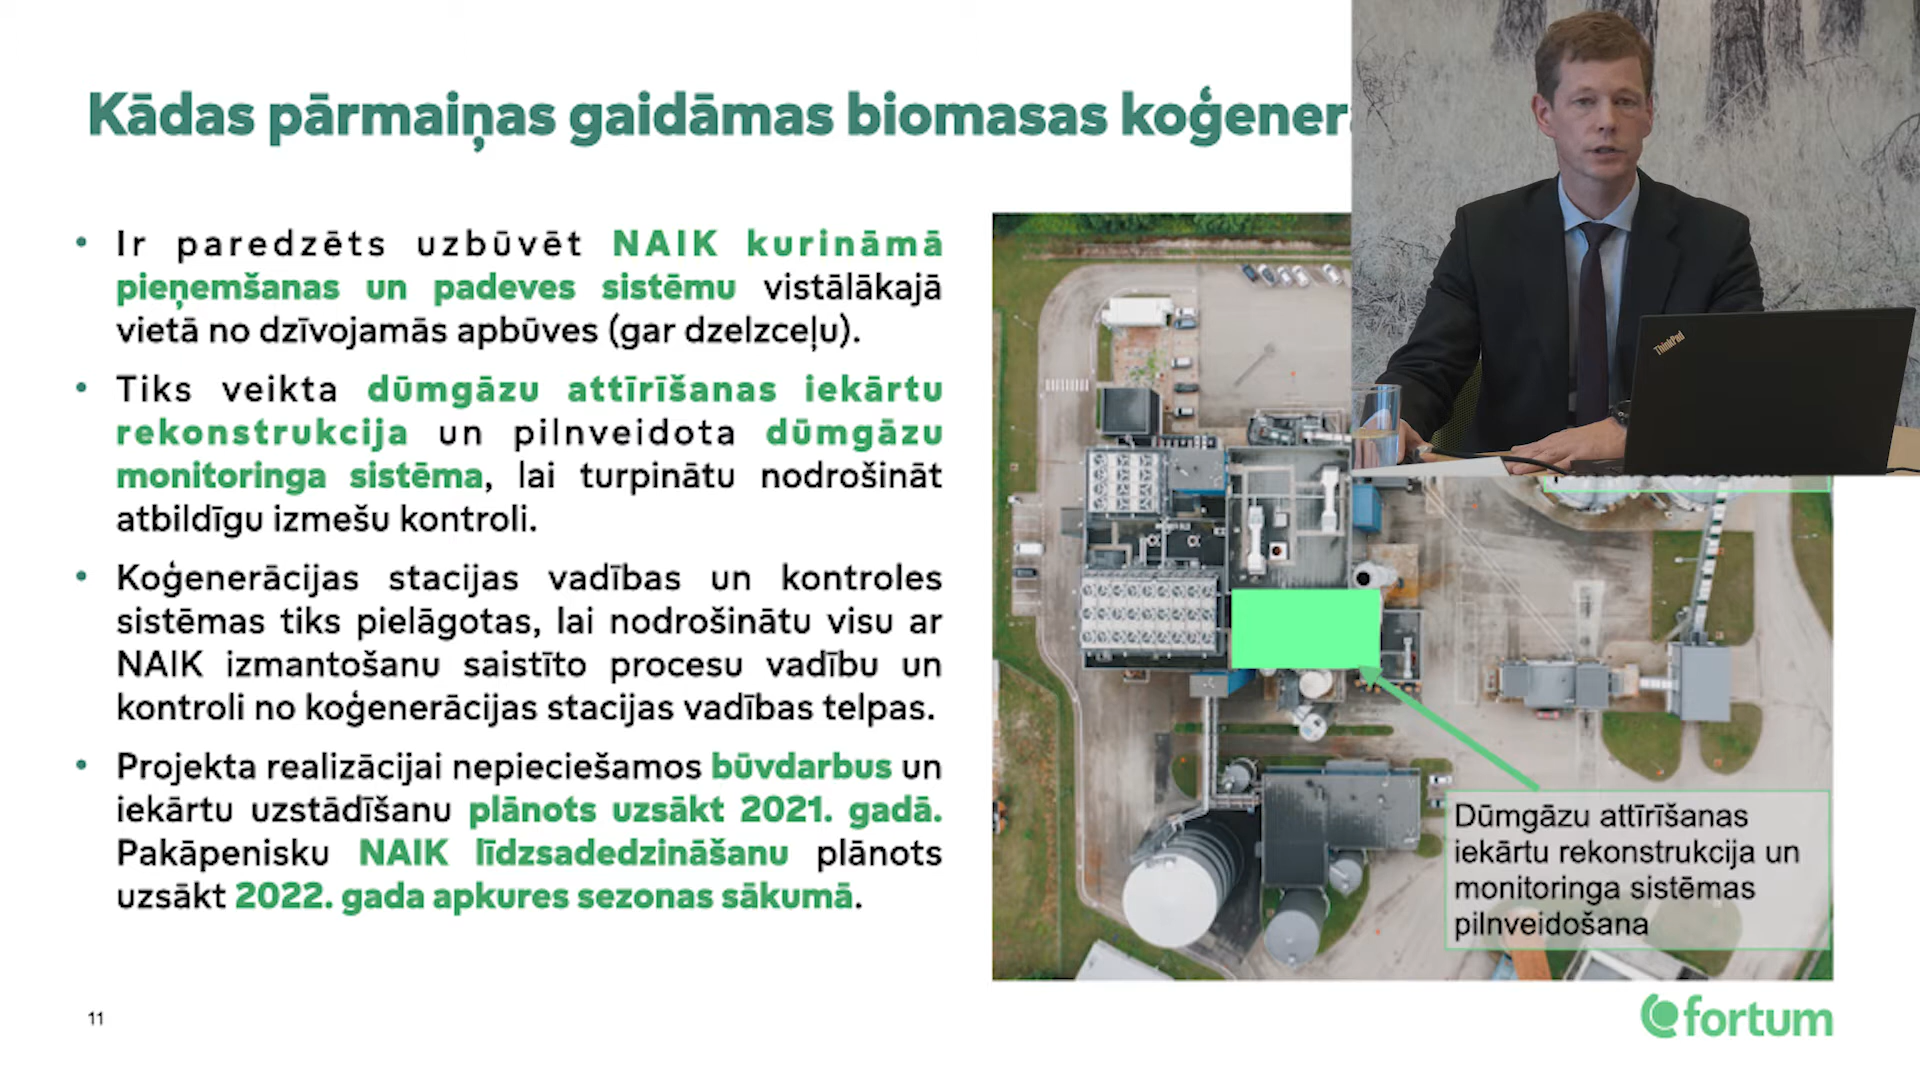 Kādas pārmaiņas gaidāmas biomasas
• Ir paredzēts uzbūvēt NAIK kurināmā
pieņemšanas un padeves sistēmu vistālākajā
vietā no dzīvojamās apbūves (gar dzelzceļu).
• Tiks veikta dūmgāzu attīrīšanas iekārtu
rekonstrukcija un pilnveidota dūmgāzu
monitoringa sistēma, lai turpinātu nodrošināt
atbildīgu izmešu kontroli.
• Koģenerācijas stacijas vadības un kontroles
sistēmas tiks pielāgotas, lai nodrošinātu visu ar
NAIK izmantošanu saistīto procesu vadību un
kontroli no koģenerācijas stacijas vadības telpas.
• Projekta realizācijai nepieciešamos būvdarbus un
iekārtu uzstādīšanu plānots uzsākt 2021. gadā.
Pakāpenisku NAIK līdzsadedzināšanu plānots
uzsākt 2022. gada apkures sezonas sākumā.
ThinkPad
Dūmgāzu attīrīšanas
iekārtu rekonstrukcija un
monitoringa sistēmas
pilnveidošana
11
fortum